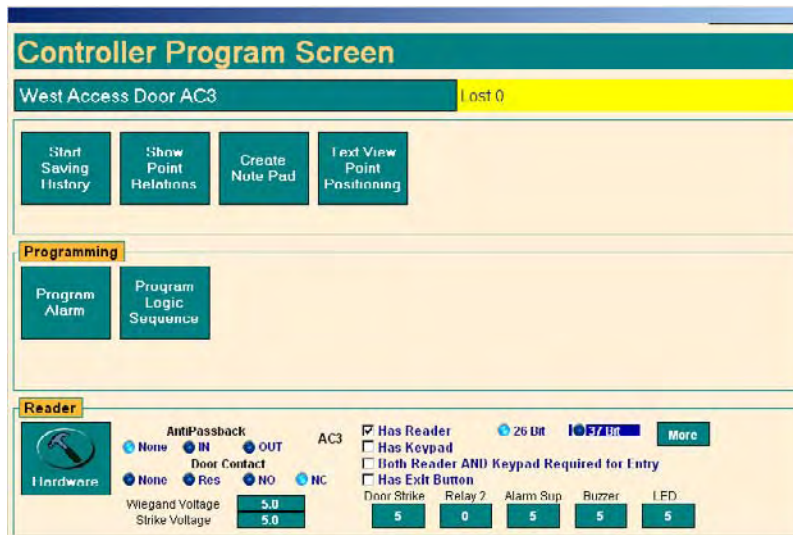 Controller Program Screen
West Access Door AC3
Lost 0
Start Saving History
Show Point Relations
Create Note Pad
Text View Point Positioning
Programming
Program Alarm
Program Logic Sequence
Reader
Hardware
AntiPassback
None IN OUT
Door Contact
None Res NO NC
Wiegand Voltage 5.0
Strike Voltage 5.0
AC3
Has Reader 26 Bit 37 Bit More
Has Keypad
Both Reader AND Keypad Required for Entry
Has Exit Button
Door Strike Relay 2 Alarm Sup Buzzer LED
5 0 5 5 5